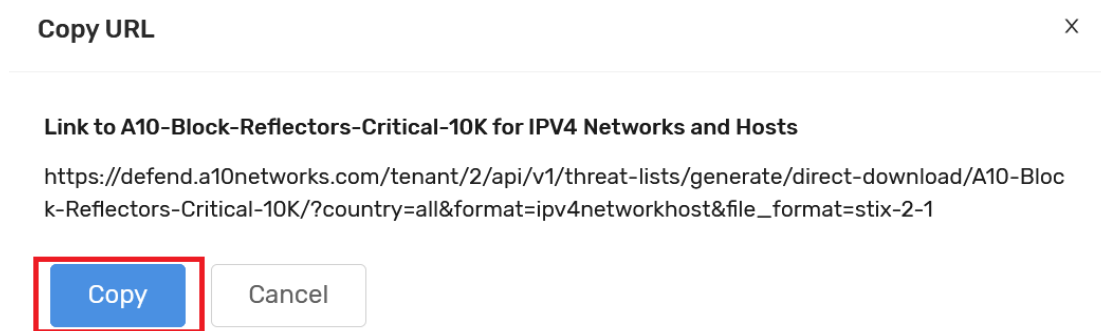 Copy URL
X
Link to A10-Block-Reflectors-Critical-10K for IPV4 Networks and Hosts
https://defend.a10networks.com/tenant/2/api/v1/threat-lists/generate/direct-download/A10-Bloc
k-Reflectors-Critical-10K/?country=all&format=ipv4networkhost&file_format=stix-2-1
Copy Cancel